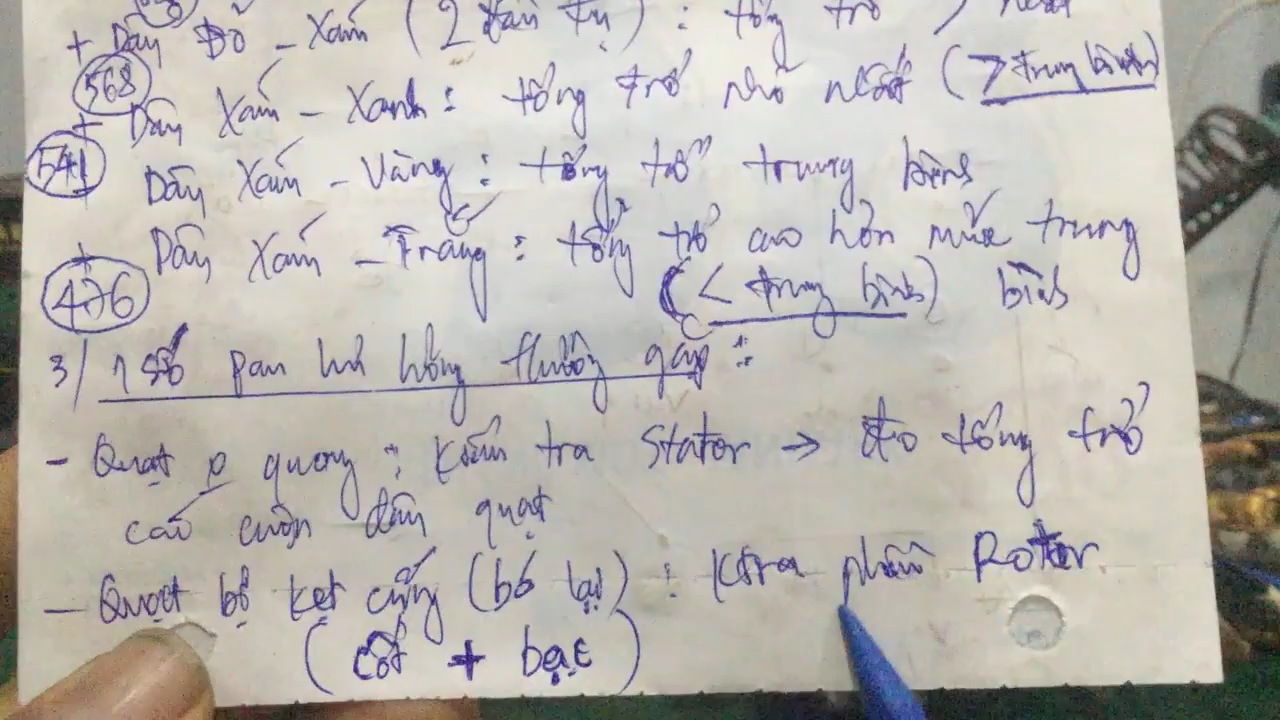 + Dây Đỏ - Xám (2 đầu tụ) : tổng trở
568
+ Dây Xám - Xanh : tổng trở nhỏ nhất (> trung bình)
541 Dây Xám - Vàng : tổng trở trung bình
+ Dây Xám - Trắng : tổng trở cao hơn mức trung
476 (< trung bình) bình
3/ 1 số pan hư hỏng thường gặp :
- Quạt o quay : Kiểm tra Stator → đo tổng trở
các cuộn dây quạt
- Quạt bị kẹt cứng (bó lại) : Ktra phần Rotor
(cốt + bạc)